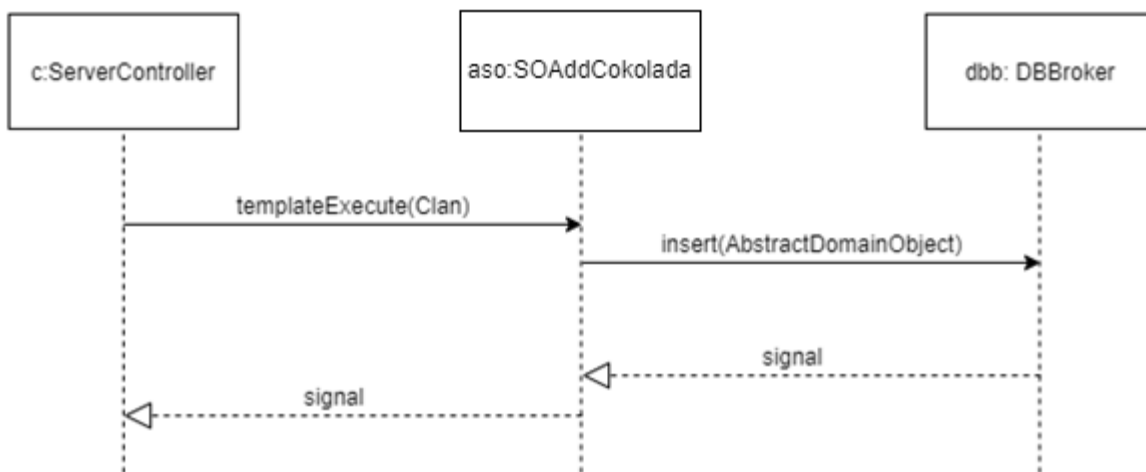 c:ServerController
aso:SOAddCokolada
dbb: DBBroker
templateExecute(Clan)
insert(AbstractDomainObject)
signal
signal